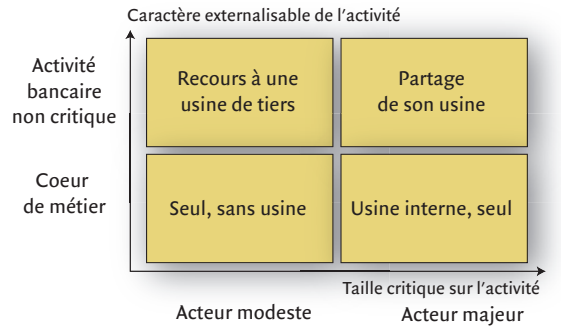 Caractère externalisable de l’activité
Activité
bancaire
non critique
Recours à une
usine de tiers
Partage
de son usine
Coeur
de métier
Seul, sans usine
Usine interne, seul
Taille critique sur l’activité
Acteur modeste
Acteur majeur